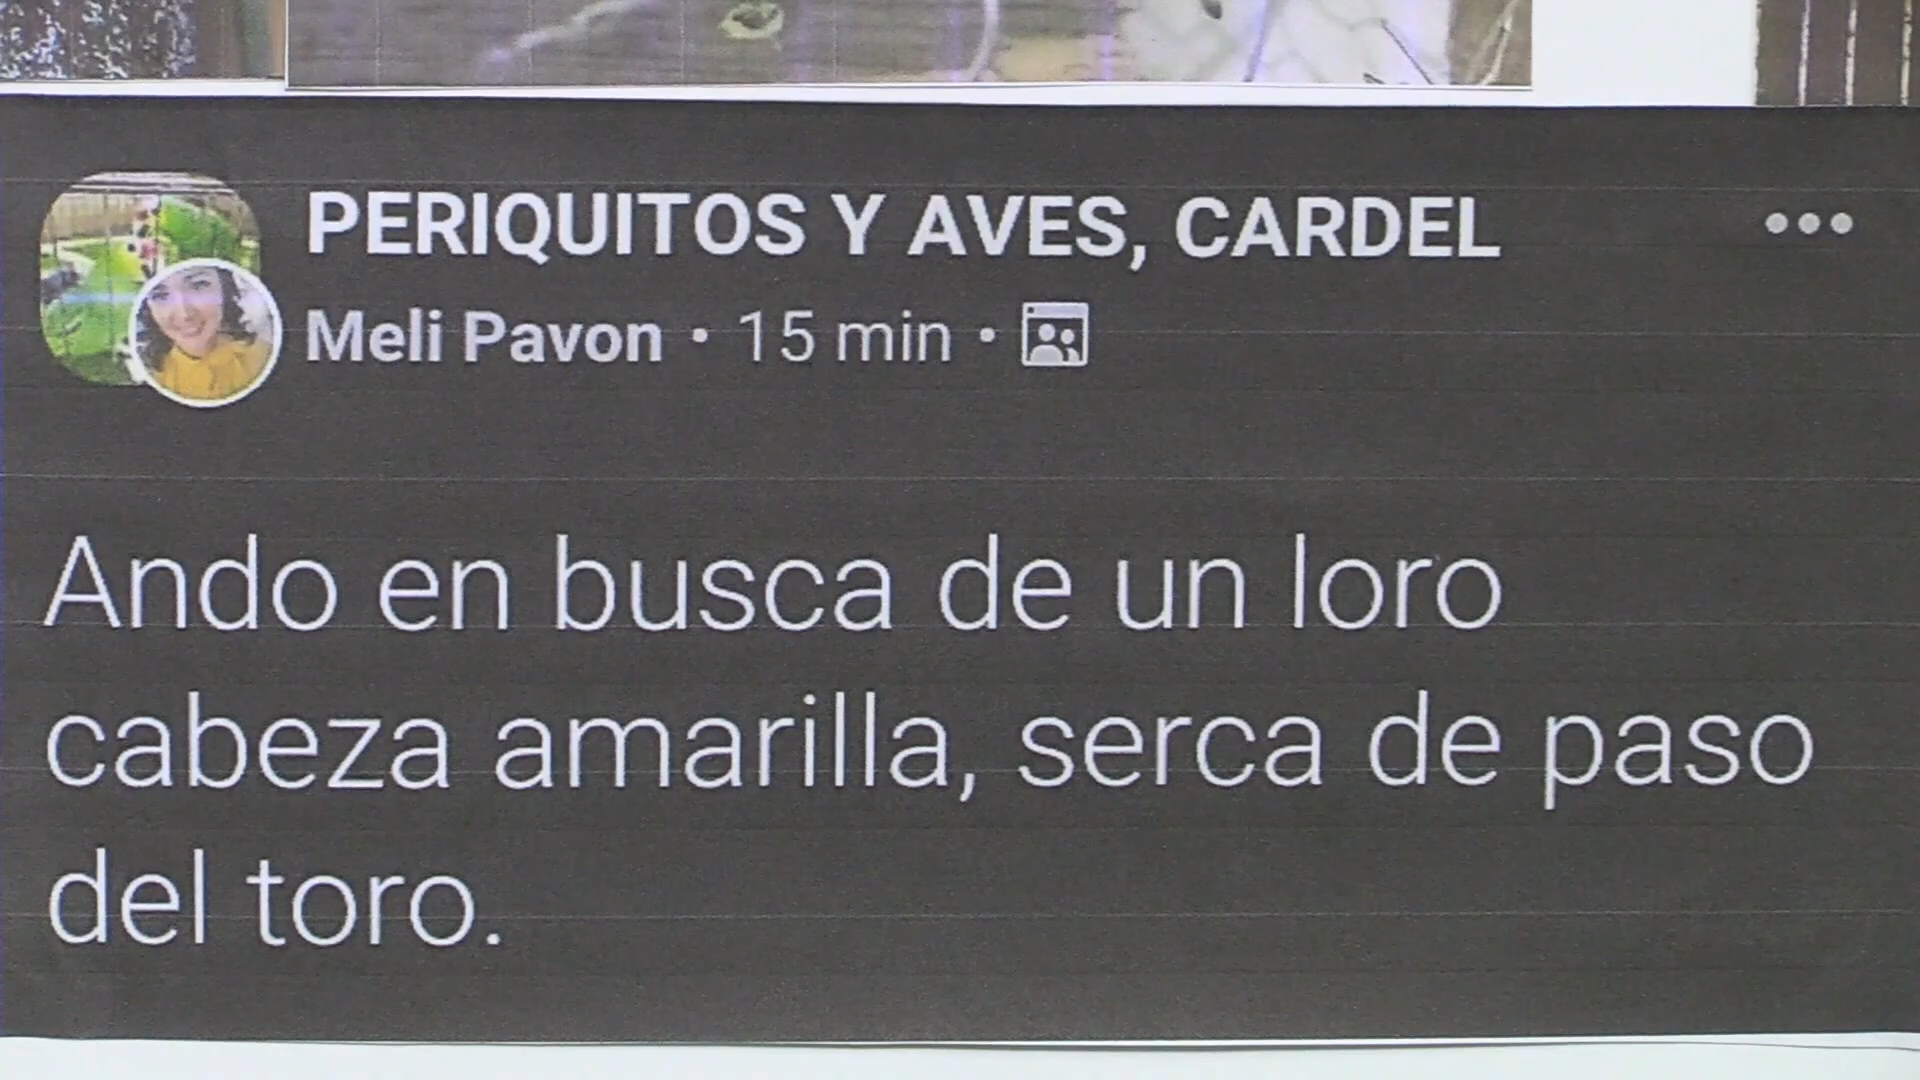 PERIQUITOS Y AVES, CARDEL
Meli Pavon • 15 min •
Ando en busca de un loro
cabeza amarilla, serca de paso
del toro.